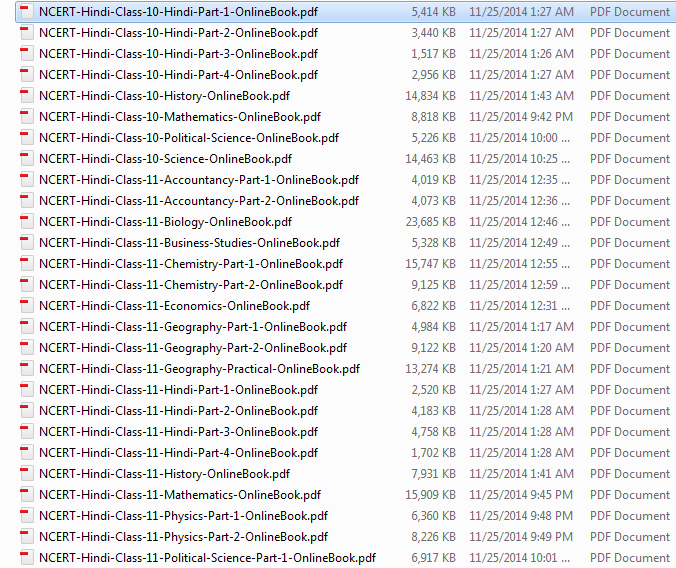 NCERT-Hindi-Class-10-Hindi-Part-1-OnlineBook.pdf 5,414 KB 11/25/2014 1:27 AM PDF Document
NCERT-Hindi-Class-10-Hindi-Part-2-OnlineBook.pdf 3,440 KB 11/25/2014 1:27 AM PDF Document
NCERT-Hindi-Class-10-Hindi-Part-3-OnlineBook.pdf 1,517 KB 11/25/2014 1:26 AM PDF Document
NCERT-Hindi-Class-10-Hindi-Part-4-OnlineBook.pdf 2,956 KB 11/25/2014 1:27 AM PDF Document
NCERT-Hindi-Class-10-History-OnlineBook.pdf 14,834 KB 11/25/2014 1:43 AM PDF Document
NCERT-Hindi-Class-10-Mathematics-OnlineBook.pdf 8,818 KB 11/25/2014 9:42 PM PDF Document
NCERT-Hindi-Class-10-Political-Science-OnlineBook.pdf 5,226 KB 11/25/2014 10:00 ... PDF Document
NCERT-Hindi-Class-10-Science-OnlineBook.pdf 14,463 KB 11/25/2014 10:25 ... PDF Document
NCERT-Hindi-Class-11-Accountancy-Part-1-OnlineBook.pdf 4,019 KB 11/25/2014 12:35 ... PDF Document
NCERT-Hindi-Class-11-Accountancy-Part-2-OnlineBook.pdf 4,073 KB 11/25/2014 12:36 ... PDF Document
NCERT-Hindi-Class-11-Biology-OnlineBook.pdf 23,685 KB 11/25/2014 12:46 ... PDF Document
NCERT-Hindi-Class-11-Business-Studies-OnlineBook.pdf 5,328 KB 11/25/2014 12:49 ... PDF Document
NCERT-Hindi-Class-11-Chemistry-Part-1-OnlineBook.pdf 15,747 KB 11/25/2014 12:55 ... PDF Document
NCERT-Hindi-Class-11-Chemistry-Part-2-OnlineBook.pdf 9,125 KB 11/25/2014 12:59 ... PDF Document
NCERT-Hindi-Class-11-Economics-OnlineBook.pdf 6,822 KB 11/25/2014 12:31 ... PDF Document
NCERT-Hindi-Class-11-Geography-Part-1-OnlineBook.pdf 4,984 KB 11/25/2014 1:17 AM PDF Document
NCERT-Hindi-Class-11-Geography-Part-2-OnlineBook.pdf 9,122 KB 11/25/2014 1:20 AM PDF Document
NCERT-Hindi-Class-11-Geography-Practical-OnlineBook.pdf 13,274 KB 11/25/2014 1:21 AM PDF Document
NCERT-Hindi-Class-11-Hindi-Part-1-OnlineBook.pdf 2,520 KB 11/25/2014 1:27 AM PDF Document
NCERT-Hindi-Class-11-Hindi-Part-2-OnlineBook.pdf 4,183 KB 11/25/2014 1:28 AM PDF Document
NCERT-Hindi-Class-11-Hindi-Part-3-OnlineBook.pdf 4,758 KB 11/25/2014 1:28 AM PDF Document
NCERT-Hindi-Class-11-Hindi-Part-4-OnlineBook.pdf 1,702 KB 11/25/2014 1:28 AM PDF Document
NCERT-Hindi-Class-11-History-OnlineBook.pdf 7,931 KB 11/25/2014 1:41 AM PDF Document
NCERT-Hindi-Class-11-Mathematics-OnlineBook.pdf 15,909 KB 11/25/2014 9:45 PM PDF Document
NCERT-Hindi-Class-11-Physics-Part-1-OnlineBook.pdf 6,360 KB 11/25/2014 9:48 PM PDF Document
NCERT-Hindi-Class-11-Physics-Part-2-OnlineBook.pdf 8,226 KB 11/25/2014 9:49 PM PDF Document
NCERT-Hindi-Class-11-Political-Science-Part-1-OnlineBook.pdf 6,917 KB 11/25/2014 10:01 ... PDF Document